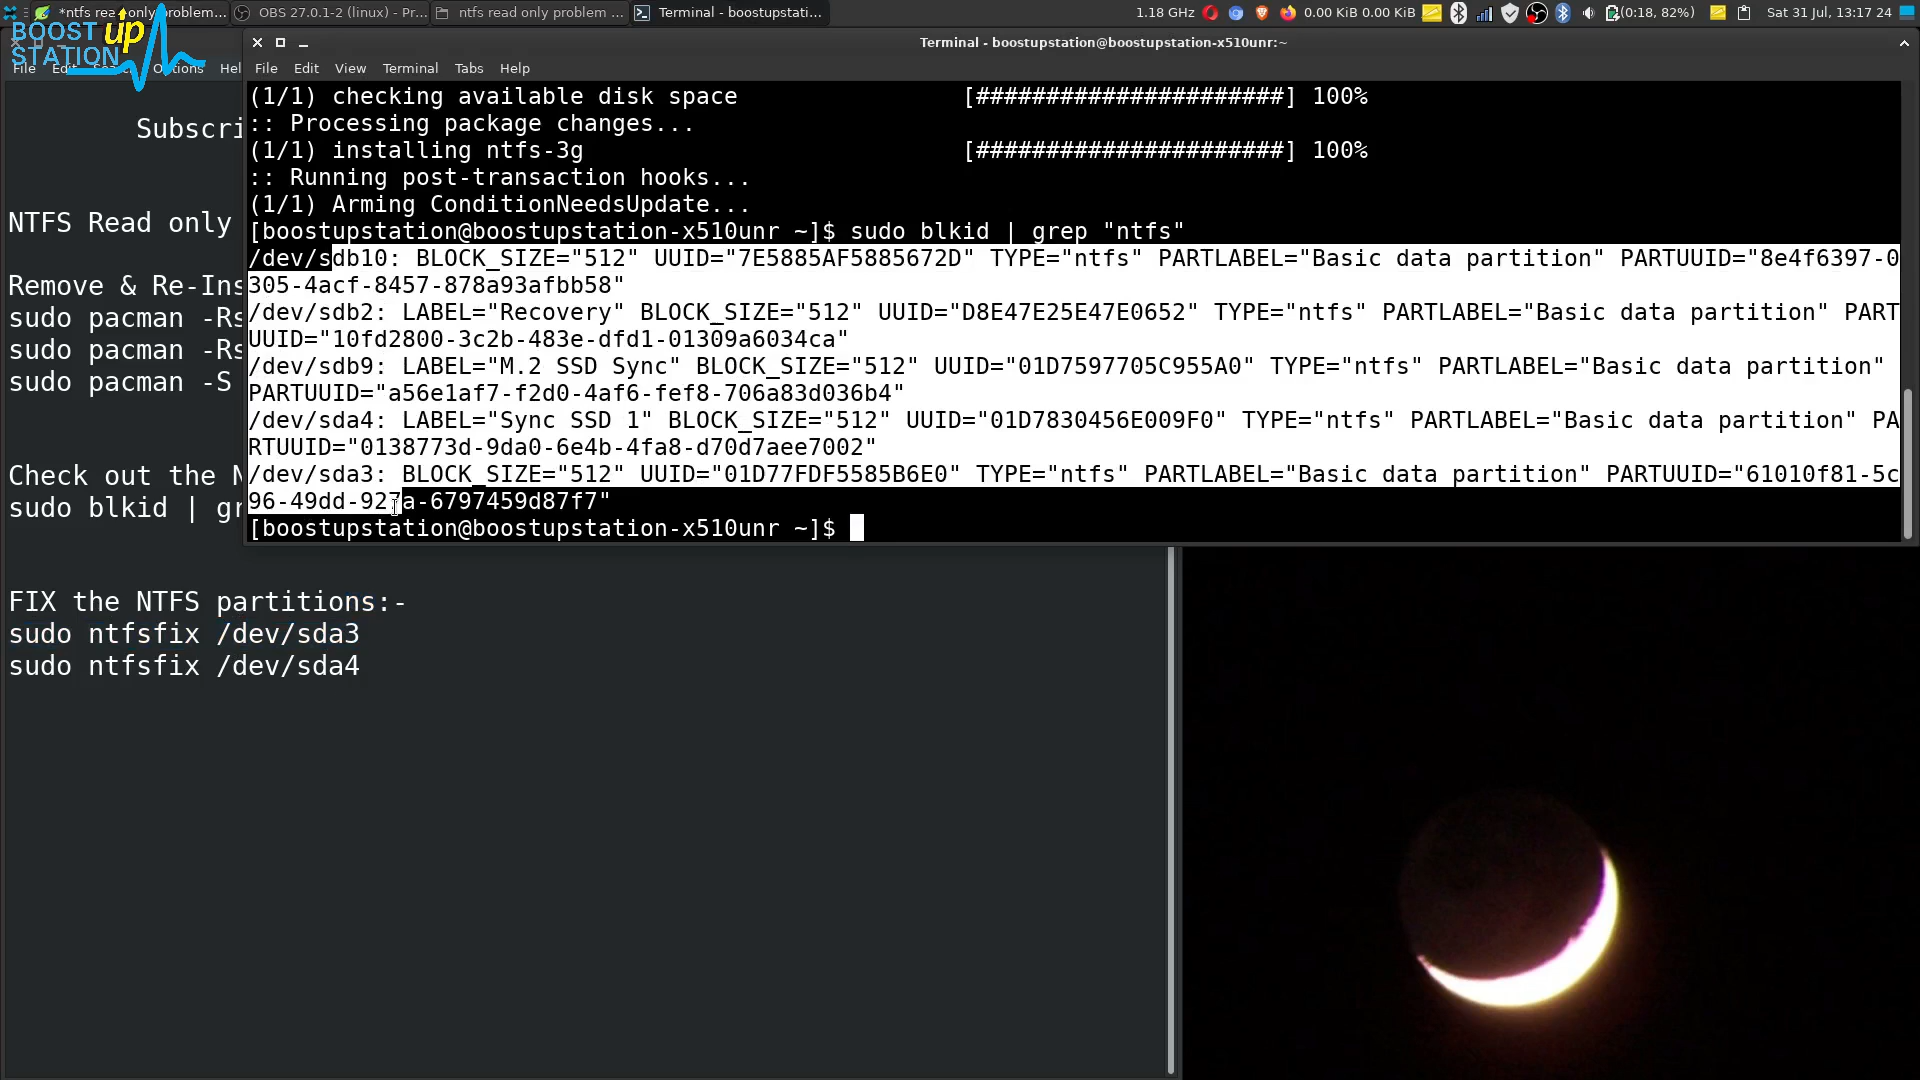 *ntfs rea only problem...
OBS 27.0.1-2 (linux) - Pr...
ntfs read only problem ...
Terminal - boostupstati...
1.18 GHz
0.00 KiB 0.00 KiB
(0:18, 82%)
Sat 31 Jul, 13:17 24
BOOST up
STATION
Terminal - boostupstation@boostupstation-x510unr:~
File Edit Options Hel
File Edit View Terminal Tabs Help
(1/1) checking available disk space [######################] 100%
:: Processing package changes...
(1/1) installing ntfs-3g [######################] 100%
:: Running post-transaction hooks...
(1/1) Arming ConditionNeedsUpdate...
[boostupstation@boostupstation-x510unr ~]$ sudo blkid | grep "ntfs"
/dev/sdb10: BLOCK_SIZE="512" UUID="7E5885AF5885672D" TYPE="ntfs" PARTLABEL="Basic data partition" PARTUUID="8e4f6397-0
305-4acf-8457-878a93afbb58"
/dev/sdb2: LABEL="Recovery" BLOCK_SIZE="512" UUID="D8E47E25E47E0652" TYPE="ntfs" PARTLABEL="Basic data partition" PART
UUID="10fd2800-3c2b-483e-dfd1-01309a6034ca"
/dev/sdb9: LABEL="M.2 SSD Sync" BLOCK_SIZE="512" UUID="01D7597705C955A0" TYPE="ntfs" PARTLABEL="Basic data partition"
PARTUUID="a56e1af7-f2d0-4af6-fef8-706a83d036b4"
/dev/sda4: LABEL="Sync SSD 1" BLOCK_SIZE="512" UUID="01D7830456E009F0" TYPE="ntfs" PARTLABEL="Basic data partition" PA
RTUUID="0138773d-9da0-6e4b-4fa8-d70d7aee7002"
/dev/sda3: BLOCK_SIZE="512" UUID="01D77FDF5585B6E0" TYPE="ntfs" PARTLABEL="Basic data partition" PARTUUID="61010f81-5c
96-49dd-927a-6797459d87f7"
[boostupstation@boostupstation-x510unr ~]$
Subscri
NTFS Read only
Remove & Re-Ins
sudo pacman -Rs
sudo pacman -Rs
sudo pacman -S
Check out the N
sudo blkid | gr
FIX the NTFS partitions:-
sudo ntfsfix /dev/sda3
sudo ntfsfix /dev/sda4